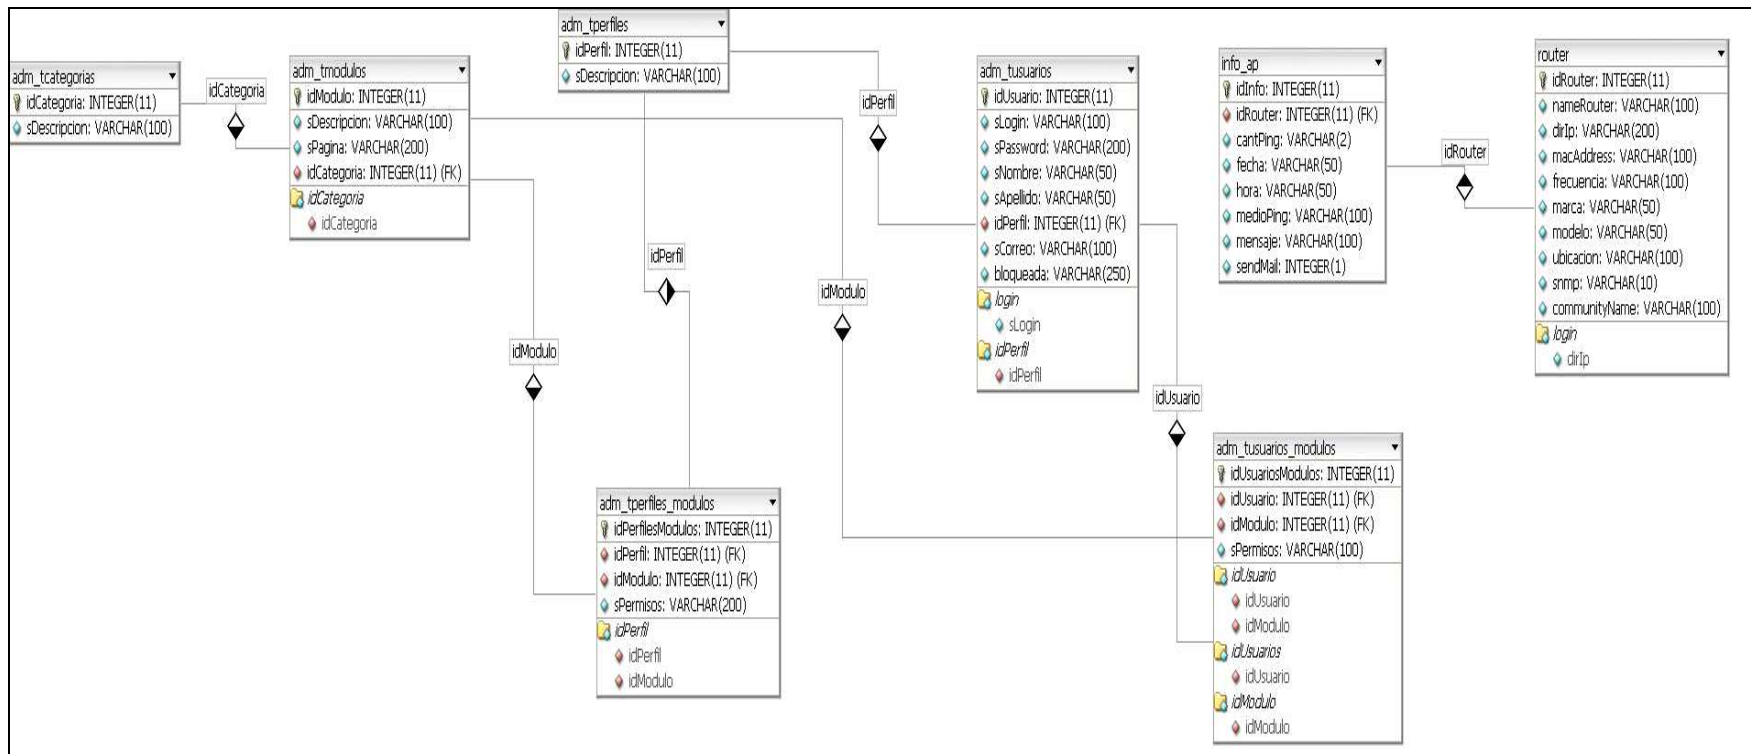 adm_tcategorias
idCategoria: INTEGER(11)
sDescripcion: VARCHAR(100)
idCategoria
adm_tmodulos
idModulo: INTEGER(11)
sDescripcion: VARCHAR(100)
sPagina: VARCHAR(200)
idCategoria: INTEGER(11) (FK)
idCategoria
idCategoria
adm_tperfiles
idPerfil: INTEGER(11)
sDescripcion: VARCHAR(100)
idPerfil
idPerfil
idModulo
idModulo
adm_tusuarios
idUsuario: INTEGER(11)
sLogin: VARCHAR(100)
sPassword: VARCHAR(200)
sNombre: VARCHAR(50)
sApellido: VARCHAR(50)
idPerfil: INTEGER(11) (FK)
sCorreo: VARCHAR(100)
bloqueada: VARCHAR(250)
login
sLogin
idPerfil
idPerfil
info_ap
idInfo: INTEGER(11)
idRouter: INTEGER(11) (FK)
cantPing: VARCHAR(2)
fecha: VARCHAR(50)
hora: VARCHAR(50)
medioPing: VARCHAR(100)
mensaje: VARCHAR(100)
sendMail: INTEGER(1)
idRouter
router
idRouter: INTEGER(11)
nameRouter: VARCHAR(100)
dirIp: VARCHAR(200)
macAddress: VARCHAR(100)
frecuencia: VARCHAR(100)
marca: VARCHAR(50)
modelo: VARCHAR(50)
ubicacion: VARCHAR(100)
snmp: VARCHAR(10)
communityName: VARCHAR(100)
login
dirIp
idUsuario
adm_tperfiles_modulos
idPerfilesModulos: INTEGER(11)
idPerfil: INTEGER(11) (FK)
idModulo: INTEGER(11) (FK)
sPermisos: VARCHAR(200)
idPerfil
idPerfil
idModulo
adm_tusuarios_modulos
idUsuariosModulos: INTEGER(11)
idUsuario: INTEGER(11) (FK)
idModulo: INTEGER(11) (FK)
sPermisos: VARCHAR(100)
idUsuario
idUsuario
idModulo
idUsuarios
idUsuario
idModulo
idModulo